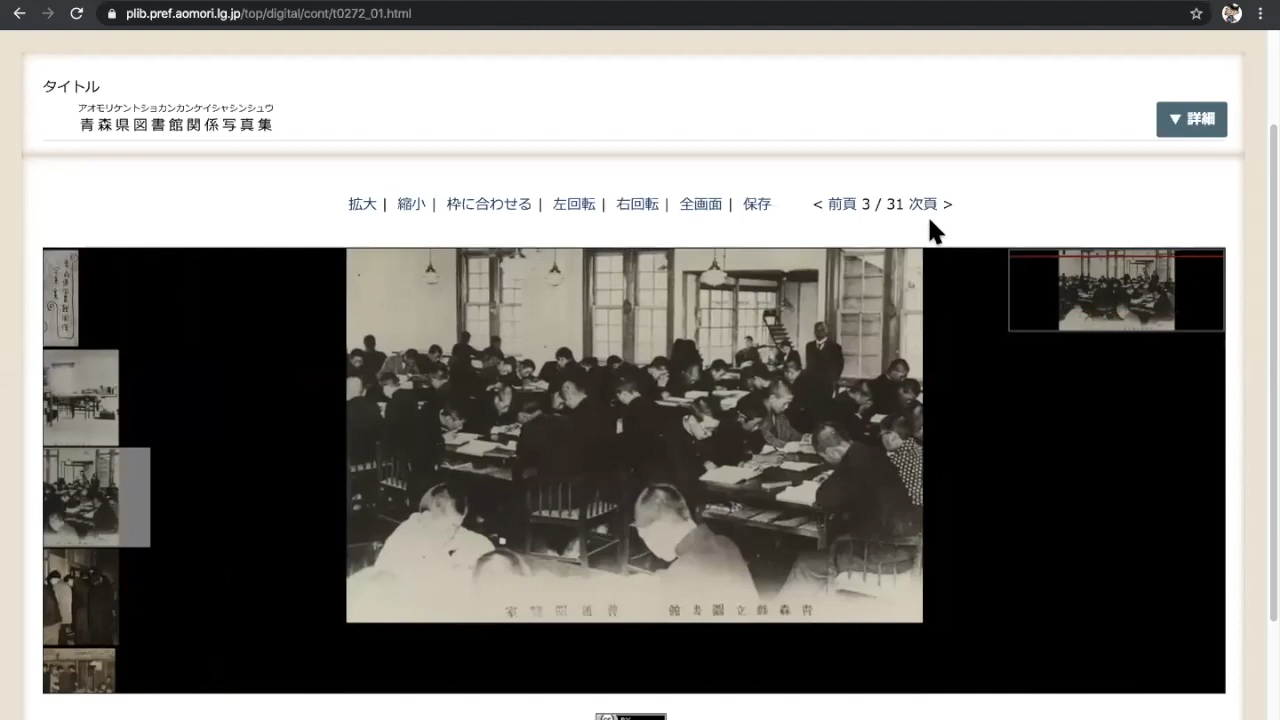 plib.pref.aomori.lg.jp/top/digital/cont/t0272_01.html
タイトル
アオモリケントショカンカンケイシャシンシュウ
青森県図書館関係写真集
▼ 詳細
拡大 | 縮小 | 枠に合わせる | 左回転 | 右回転 | 全画面 | 保存 < 前頁 3 / 31 次頁 >
室覽閲通普 館書圖立縣森青